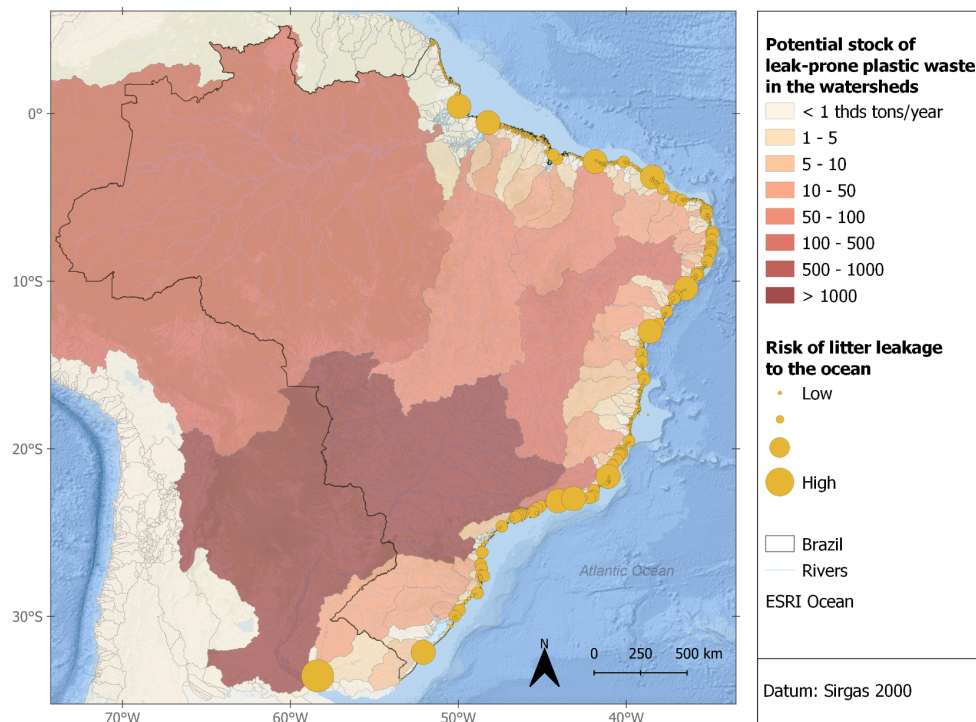 0°
10°S
20°S
30°S
70°W
60°W
50°W
40°W
Atlantic Ocean
N
0 250 500 km
Potential stock of
leak-prone plastic waste
in the watersheds
< 1 thds tons/year
1 - 5
5 - 10
10 - 50
50 - 100
100 - 500
500 - 1000
> 1000
Risk of litter leakage
to the ocean
Low
High
Brazil
Rivers
ESRI Ocean
Datum: Sirgas 2000